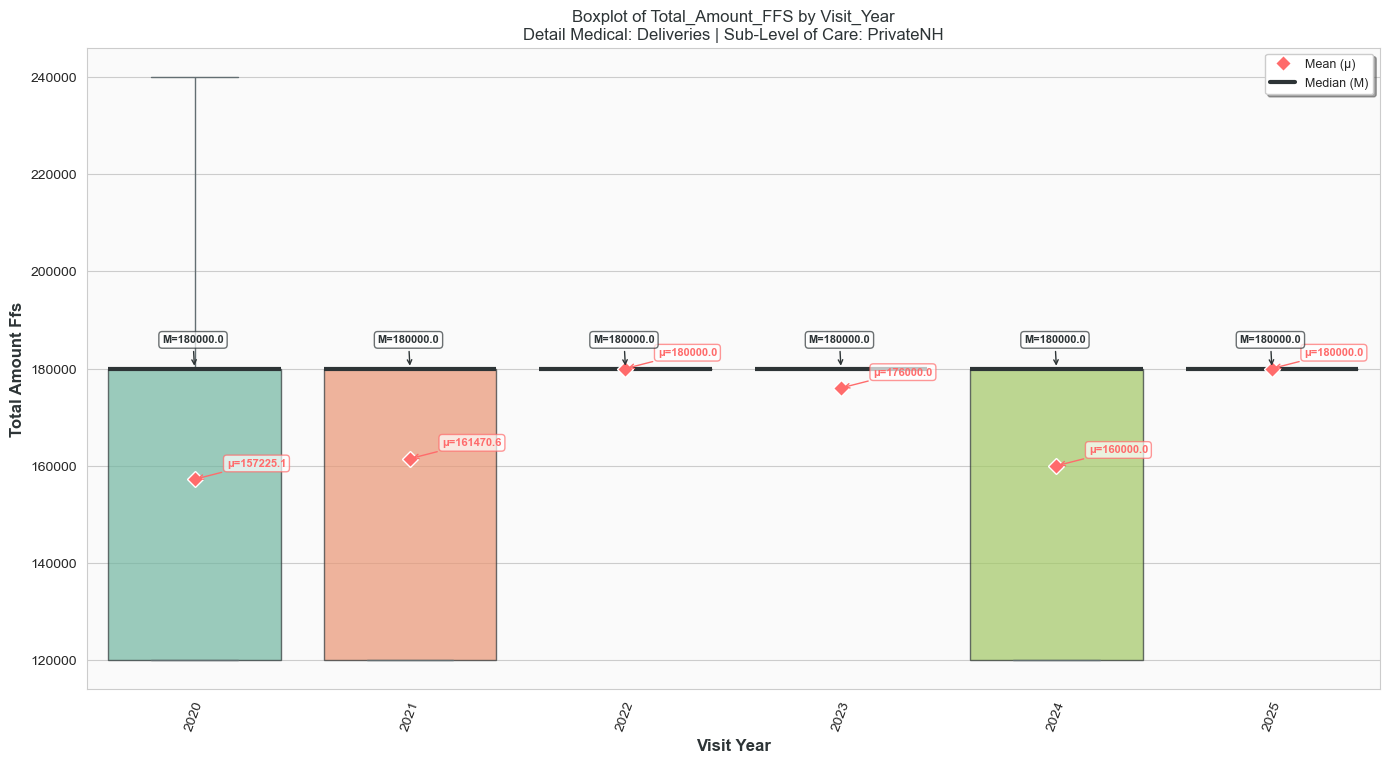 Boxplot of Total_Amount_FFS by Visit_Year
Detail Medical: Deliveries | Sub-Level of Care: PrivateNH
Mean (μ)
Median (M)
Total Amount Ffs
240000
220000
200000
180000
160000
140000
120000
M=180000.0
M=180000.0
M=180000.0
M=180000.0
M=180000.0
M=180000.0
μ=157225.1
μ=161470.6
μ=180000.0
μ=176000.0
μ=160000.0
μ=180000.0
2020
2021
2022
2023
2024
2025
Visit Year